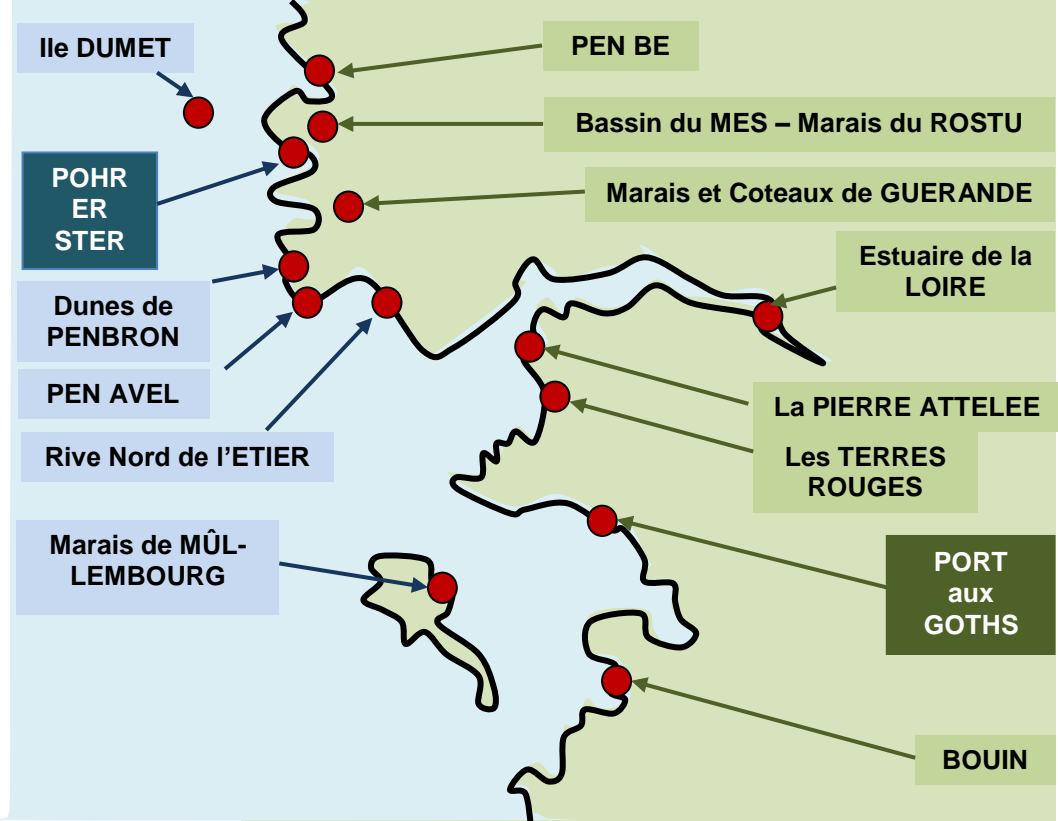 Ile DUMET
PEN BE
Bassin du MES – Marais du ROSTU
POHR
ER
STER
Marais et Coteaux de GUERANDE
Estuaire de la
LOIRE
Dunes de
PENBRON
PEN AVEL
La PIERRE ATTELEE
Rive Nord de l’ETIER
Les TERRES
ROUGES
Marais de MÛL-
LEMBOURG
PORT
aux
GOTHS
BOUIN